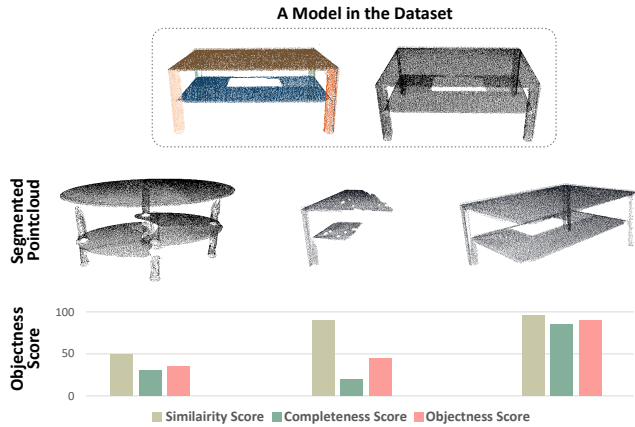 A Model in the Dataset
Segmented
Pointcloud
Objectness
Score
100
50
0
Similairity Score
Completeness Score
Objectness Score